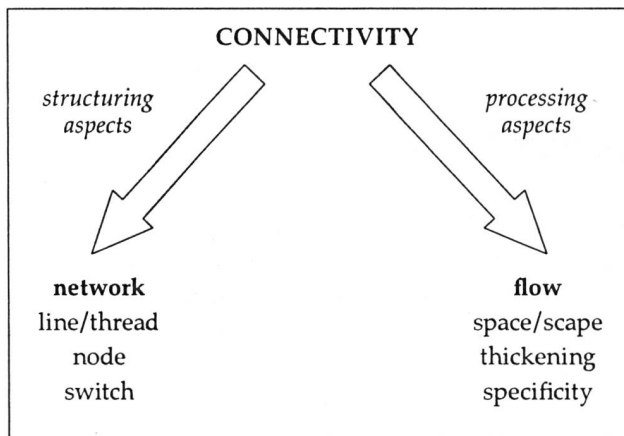 CONNECTIVITY
structuring
aspects
processing
aspects
network
line/thread
node
switch
flow
space/scape
thickening
specificity